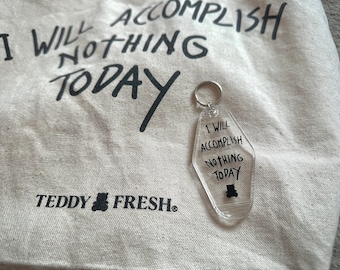 I WILL ACCOMPLISH
NOTHING
TODAY
TEDDY FRESH®
I WILL
ACCOMPLISH
NOTHING
TODAY